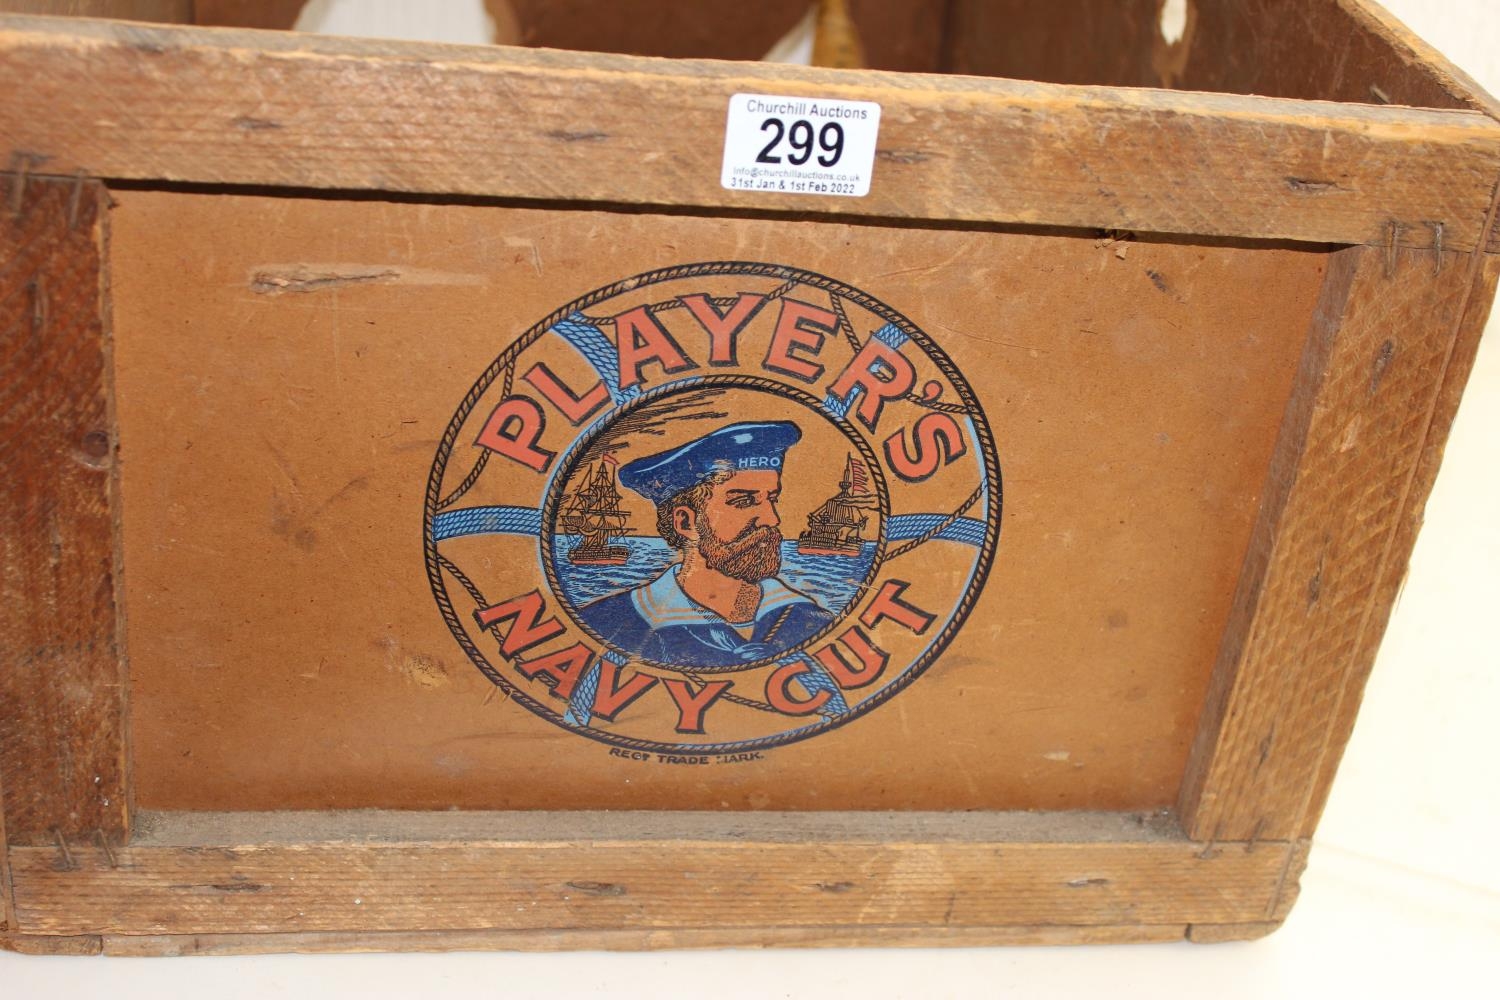 Churchill Auctions
299
info@churchillauctions.co.uk
31st Jan & 1st Feb 2022
PLAYER'S
HERO
NAVY CUT
REGD TRADE MARK.